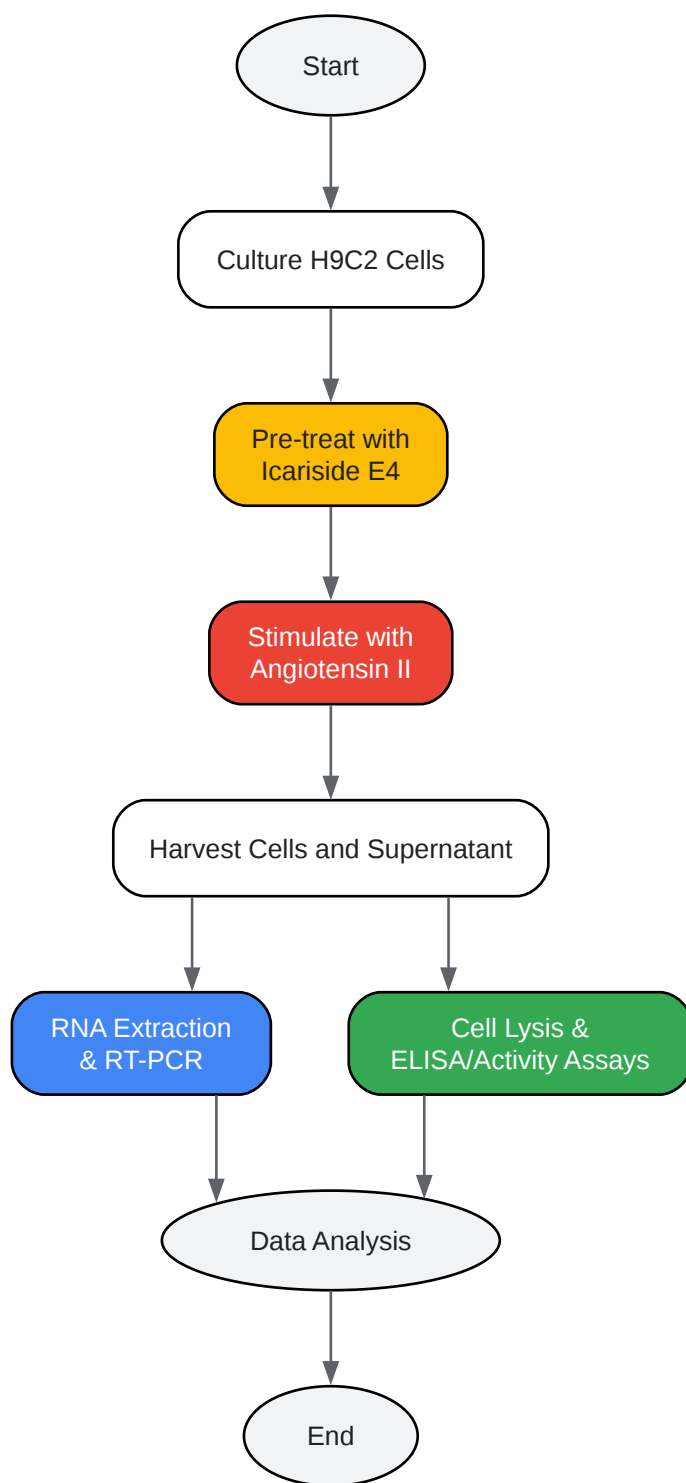 Start
Culture H9C2 Cells
Pre-treat with
Icariside E4
Stimulate with
Angiotensin II
Harvest Cells and Supernatant
RNA Extraction
& RT-PCR
Cell Lysis &
ELISA/Activity Assays
Data Analysis
End